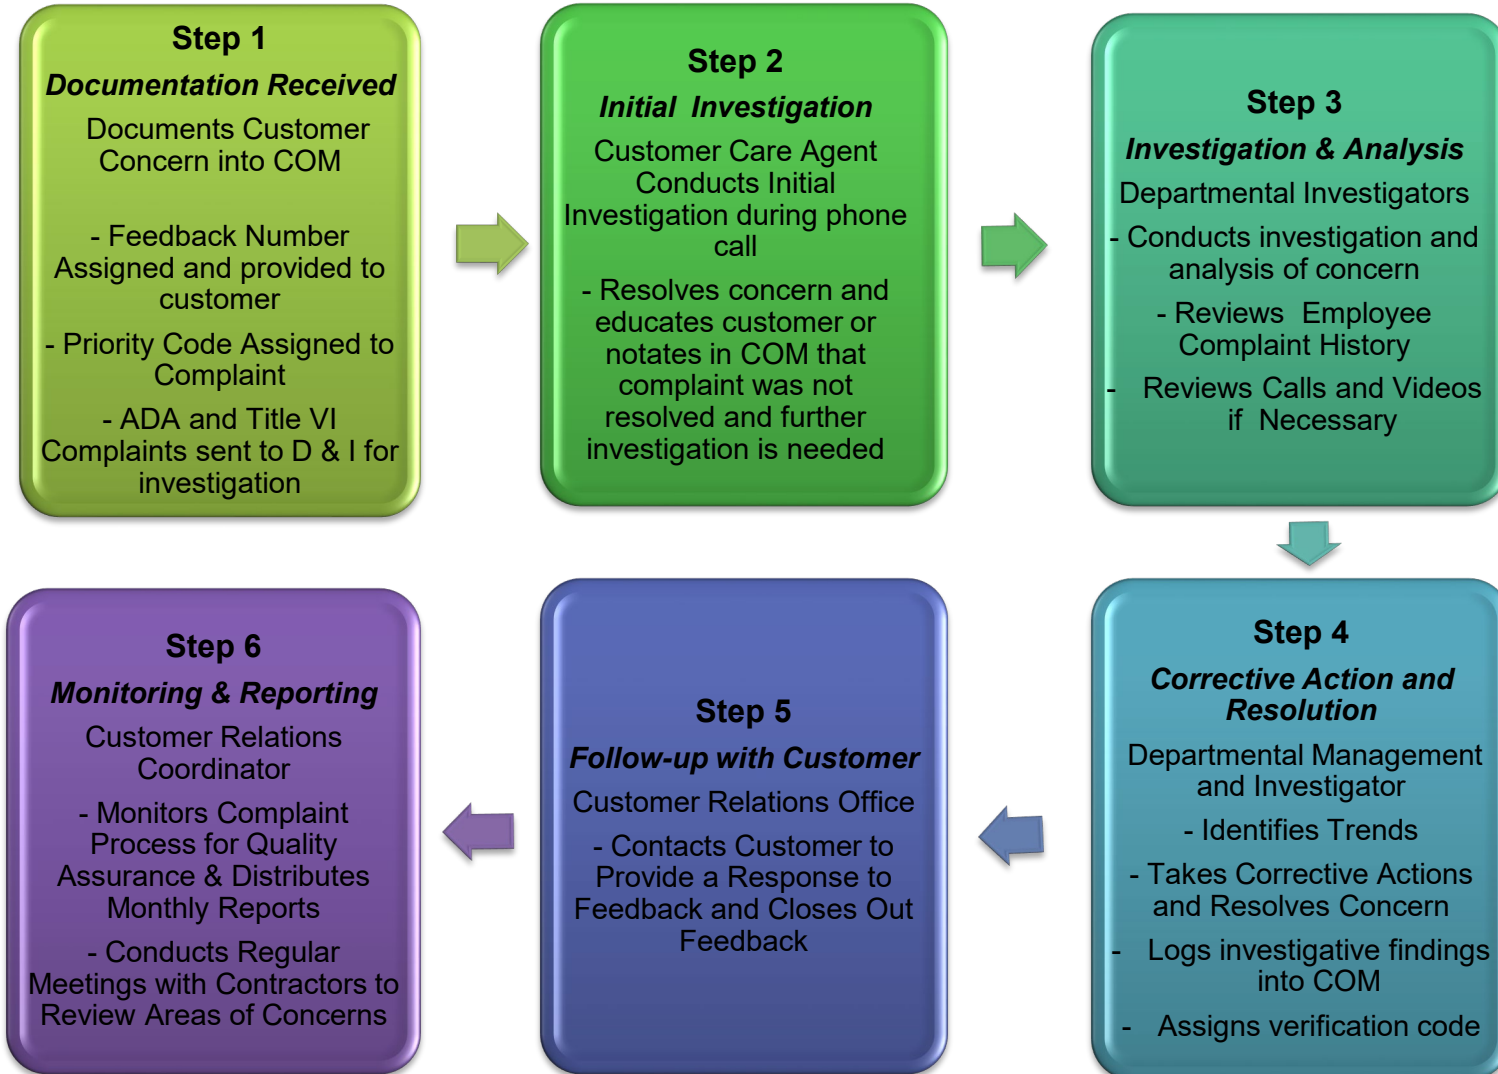 Step 1
Documentation Received
Documents Customer
Concern into COM
- Feedback Number
Assigned and provided to
customer
- Priority Code Assigned to
Complaint
- ADA and Title VI
Complaints sent to D & I for
investigation
Step 2
Initial  Investigation
Customer Care Agent
Conducts Initial
Investigation during phone
call
- Resolves concern and
educates customer or
notates in COM that
complaint was not
resolved and further
investigation is needed
Step 3
Investigation & Analysis
Departmental Investigators
- Conducts investigation and
analysis of concern
- Reviews  Employee
Complaint History
-   Reviews Calls and Videos
if  Necessary
Step 4
Corrective Action and
Resolution
Departmental Management
and Investigator
- Identifies Trends
- Takes Corrective Actions
and Resolves Concern
-   Logs investigative findings
into COM
-   Assigns verification code
Step 5
Follow-up with Customer
Customer Relations Office
- Contacts Customer to
Provide a Response to
Feedback and Closes Out
Feedback
Step 6
Monitoring & Reporting
Customer Relations
Coordinator
- Monitors Complaint
Process for Quality
Assurance & Distributes
Monthly Reports
- Conducts Regular
Meetings with Contractors to
Review Areas of Concerns